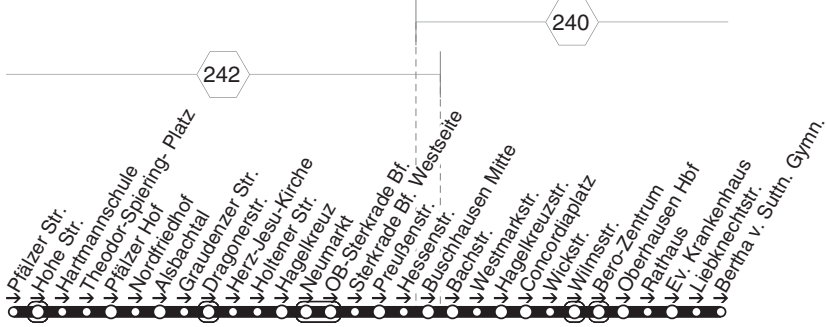 240
242
Pfälzer Str.
Hohe Str.
Hartmannschule
Theodor-Spiering- Platz
Pfälzer Hof
Nordfriedhof
Alsbachtal
Graudenzer Str.
Dragonerstr.
Herz-Jesu-Kirche
Holtener Str.
Hagelkreuz
Neumarkt
OB-Sterkrade Bf.
Sterkrade Bf. Westseite
Preußenstr.
Hessenstr.
Buschhausen Mitte
Bachstr.
Westmarkstr.
Hagelkreuzstr.
Concordiaplatz
Wickstr.
Wilmsstr.
Bero-Zentrum
Oberhausen Hbf
Rathaus
Ev. Krankenhaus
Liebknechtstr.
Bertha v. Suttn. Gymn.